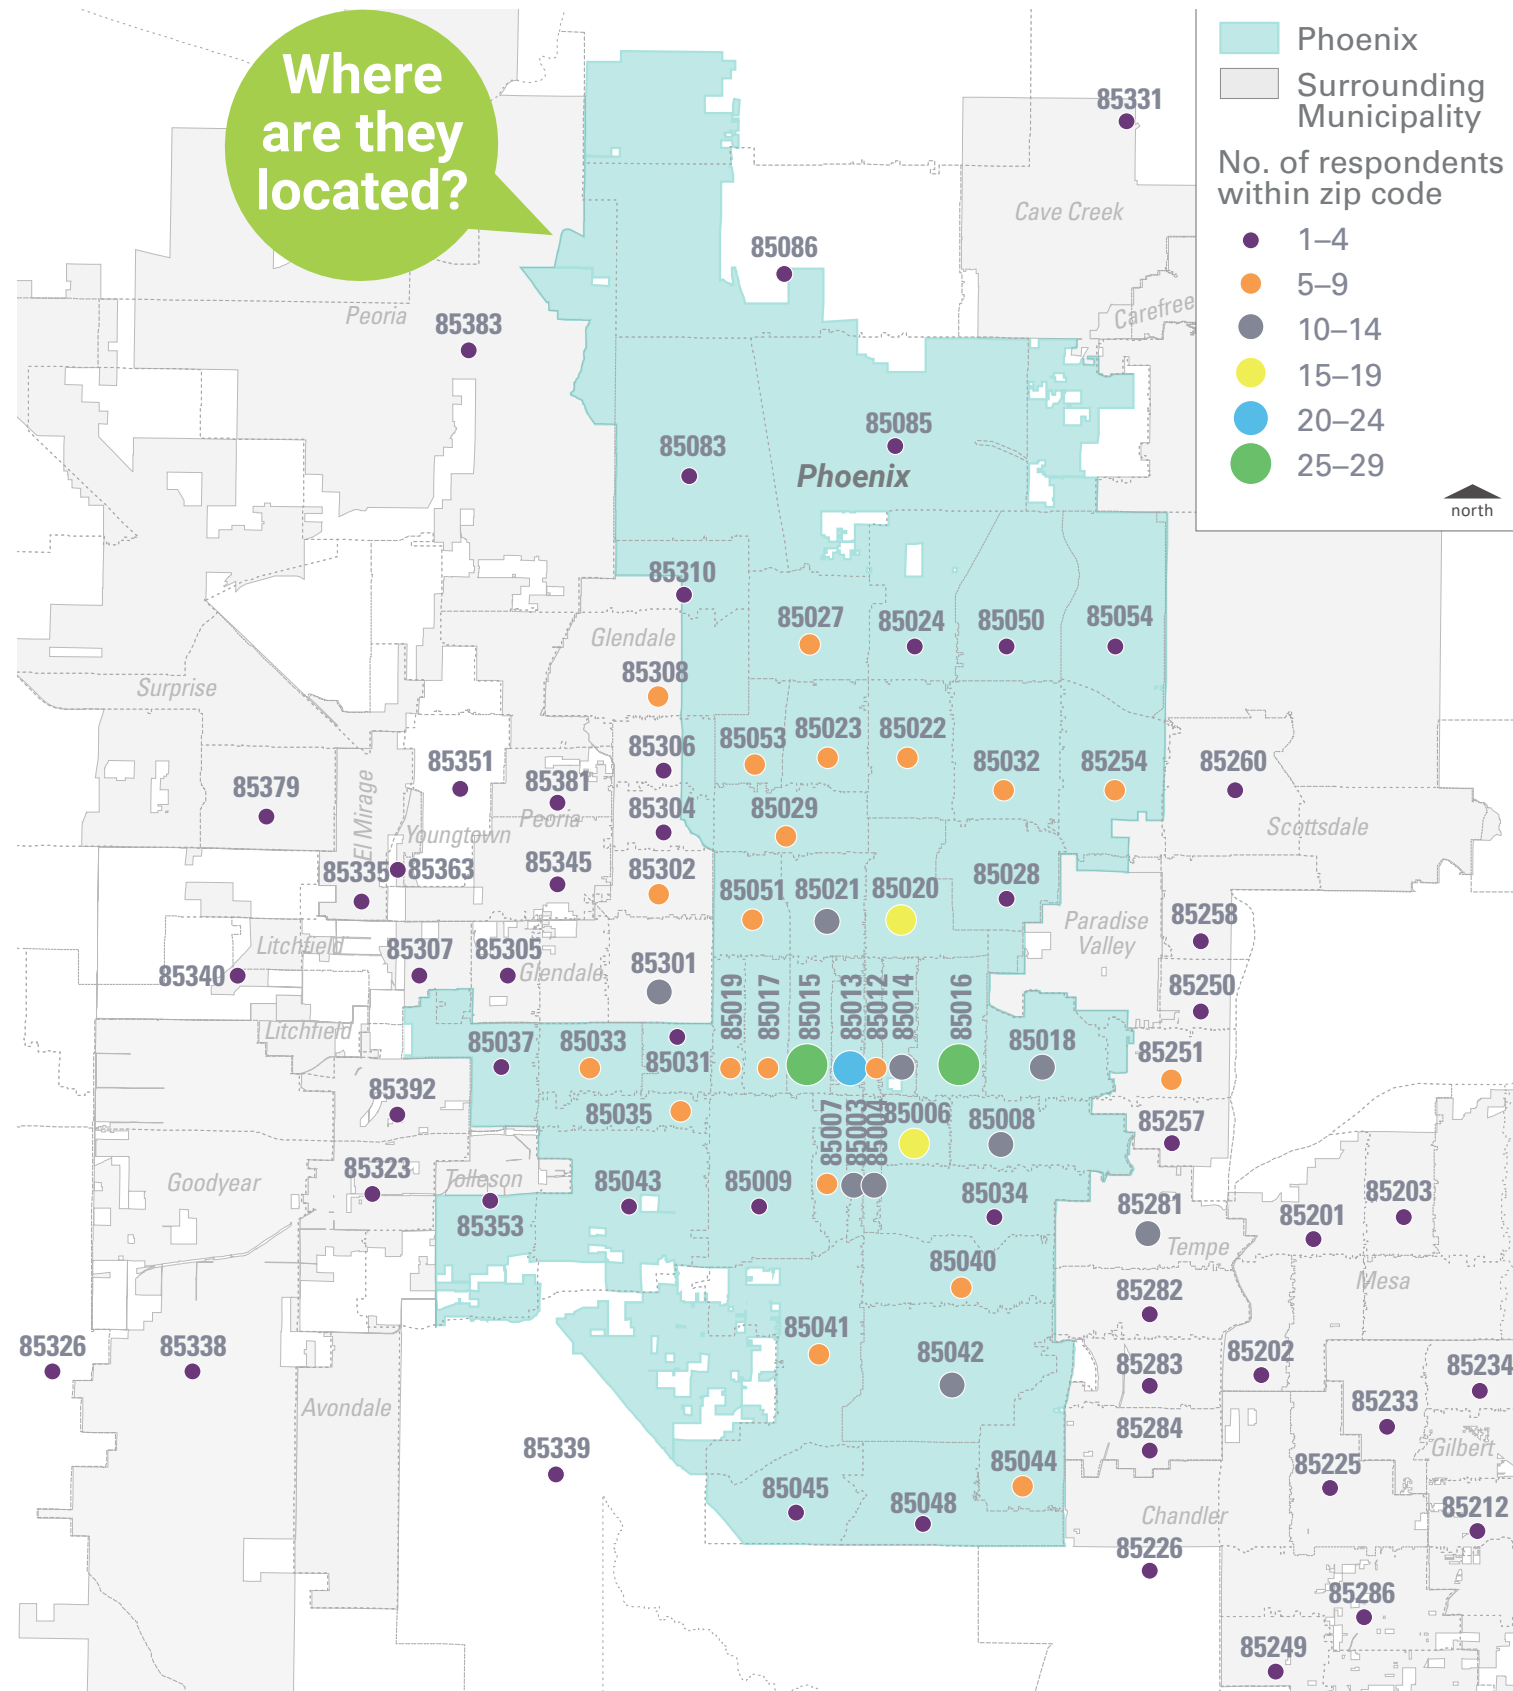 Where
are they
located?
Phoenix
Surrounding
Municipality
No. of respondents
within zip code
1–4
5–9
10–14
15–19
20–24
25–29
north
85331
Cave Creek
85086
Carefree
Peoria
85383
85085
85083
Phoenix
85310
85027
85024
85050
85054
Glendale
85308
Surprise
85053
85023
85022
85306
85351
85032
85254
85260
85381
85379
El Mirage
85304
85029
Peoria
Youngtown
Scottsdale
85335
85363
85345
85302
85051
85021
85020
85028
85258
Paradise
Valley
Litchfield
85307
85305
85340
Glendale
85301
85250
85019
85017
85015
85013
85012
85014
85016
Litchfield
85037
85033
85031
85018
85251
85392
85035
85007
85003
85004
85006
85008
85257
85323
Tolleson
Goodyear
85043
85009
85034
85281
85203
85201
85353
Tempe
85040
Mesa
85282
85041
85326
85338
85042
85283
85202
85234
Avondale
85233
85339
85284
Gilbert
85044
85225
85045
85048
Chandler
85212
85226
85286
85249